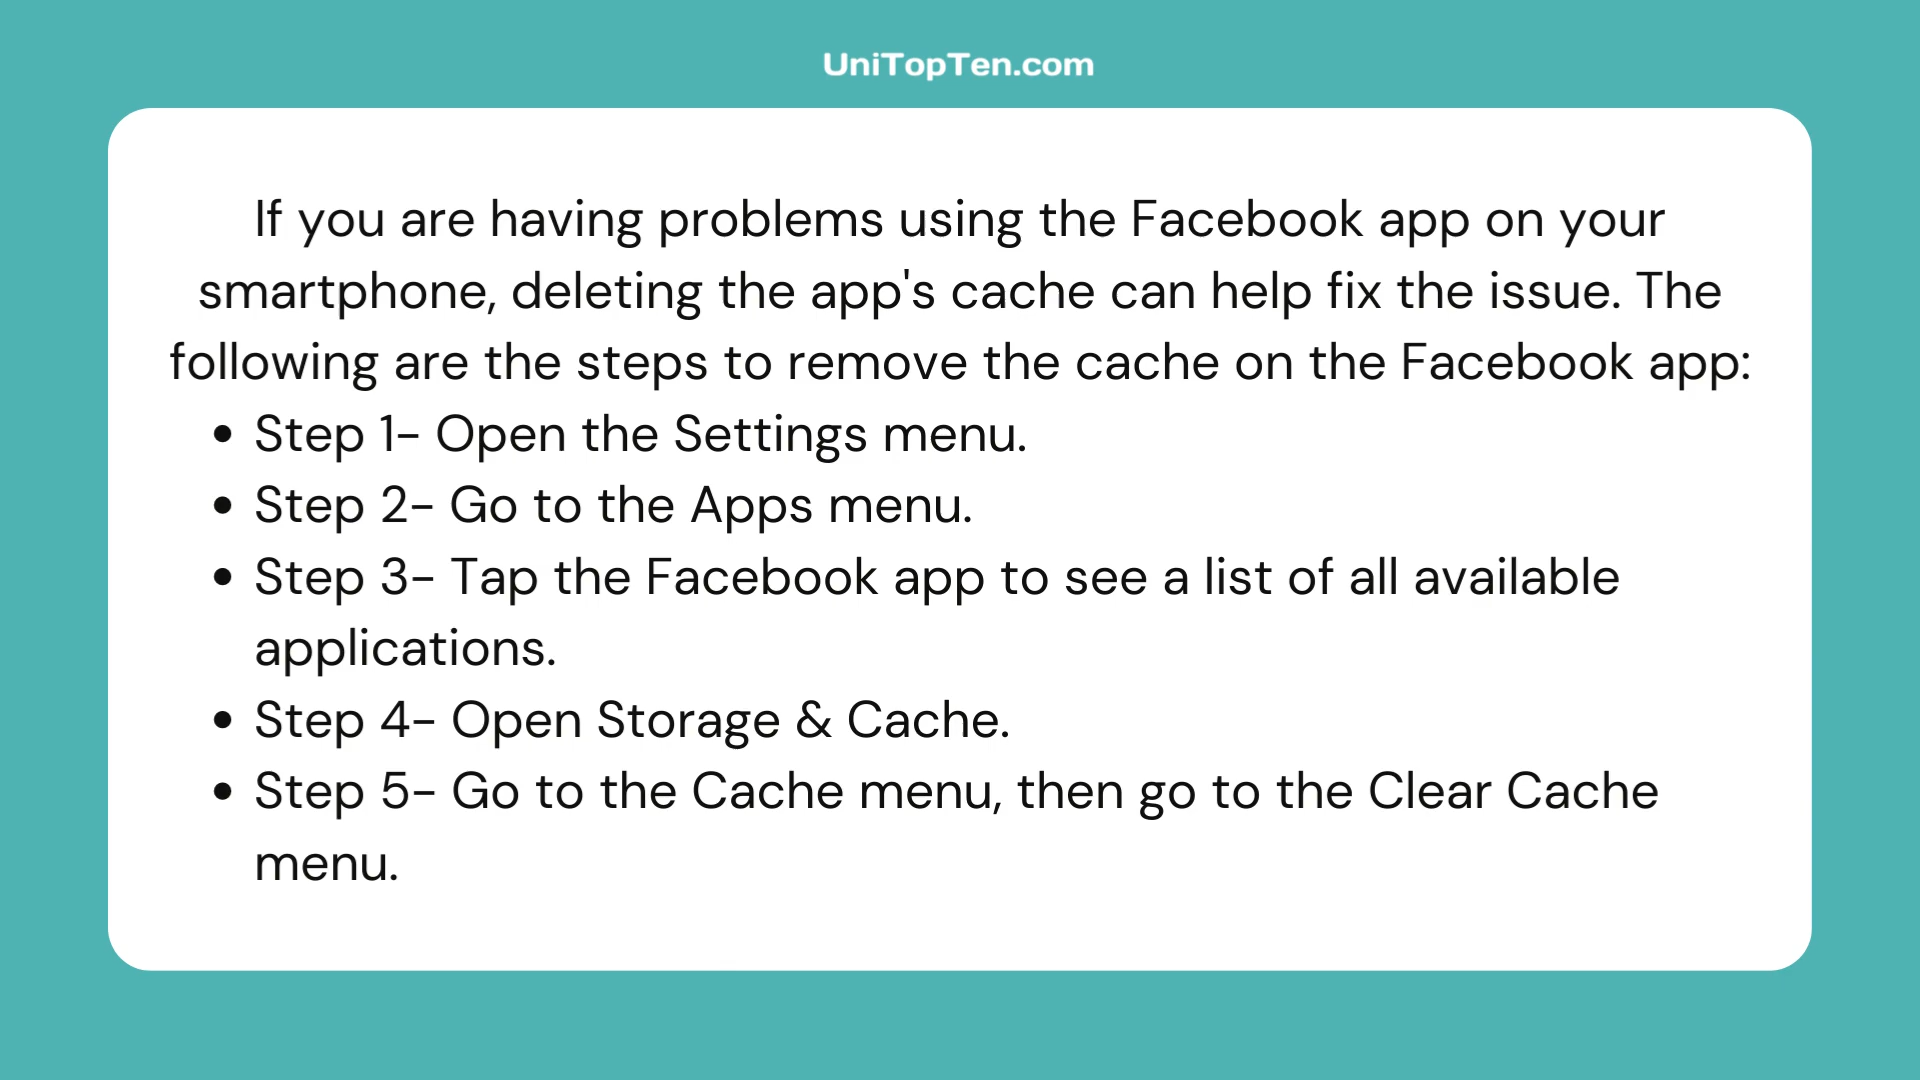 UniTopTen.com
If you are having problems using the Facebook app on your
smartphone, deleting the app's cache can help fix the issue. The
following are the steps to remove the cache on the Facebook app:
• Step 1- Open the Settings menu.
• Step 2- Go to the Apps menu.
• Step 3- Tap the Facebook app to see a list of all available
applications.
• Step 4- Open Storage & Cache.
• Step 5- Go to the Cache menu, then go to the Clear Cache
menu.